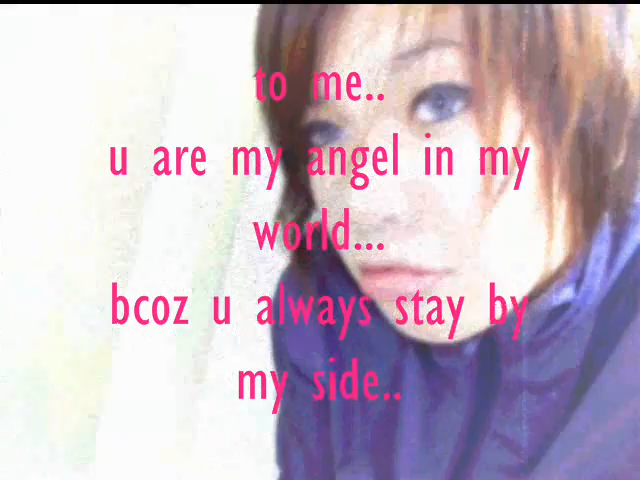 to me..
u are my angel in my
world...
bcoz u always stay by
my side..